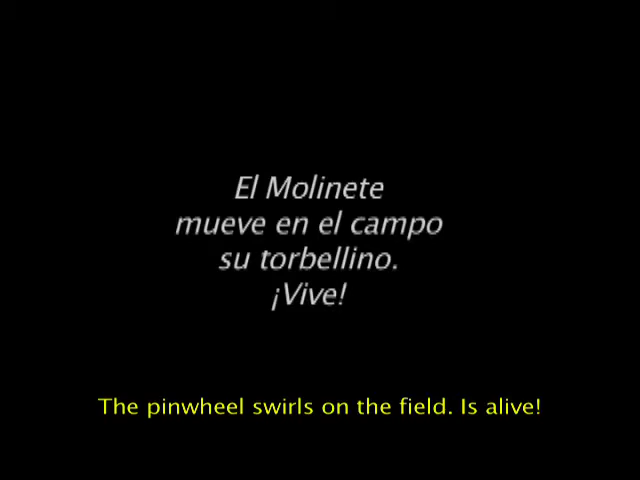 El Molinete
mueve en el campo
su torbellino.
¡Vive!
The pinwheel swirls on the field. Is alive!